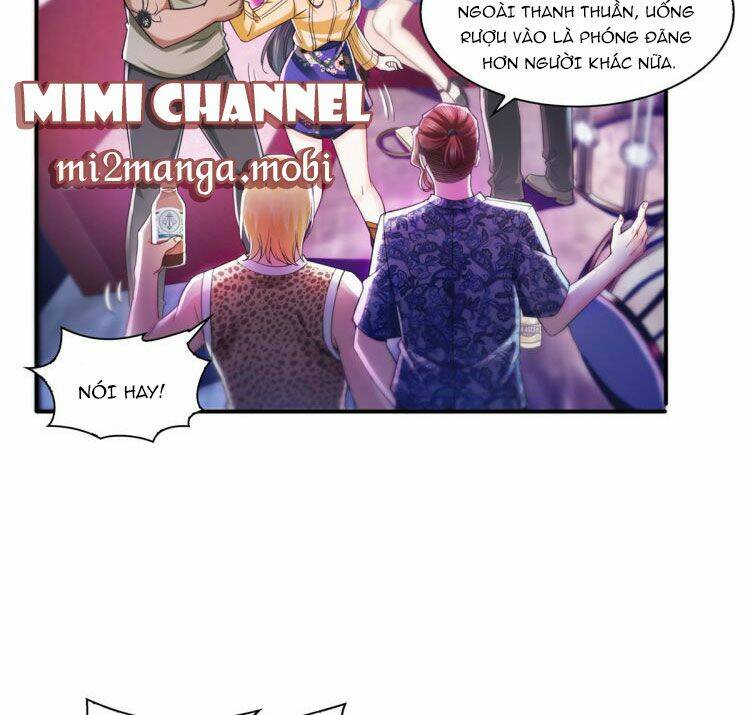 NGOÀI THANH THUẦN, UỐNG
RƯỢU VÀO LÀ PHÓNG ĐÃNG
HƠN NGƯỜI KHÁC NỮA.
MIMI CHANNEL
mi2manga.mobi
NÓI HAY!